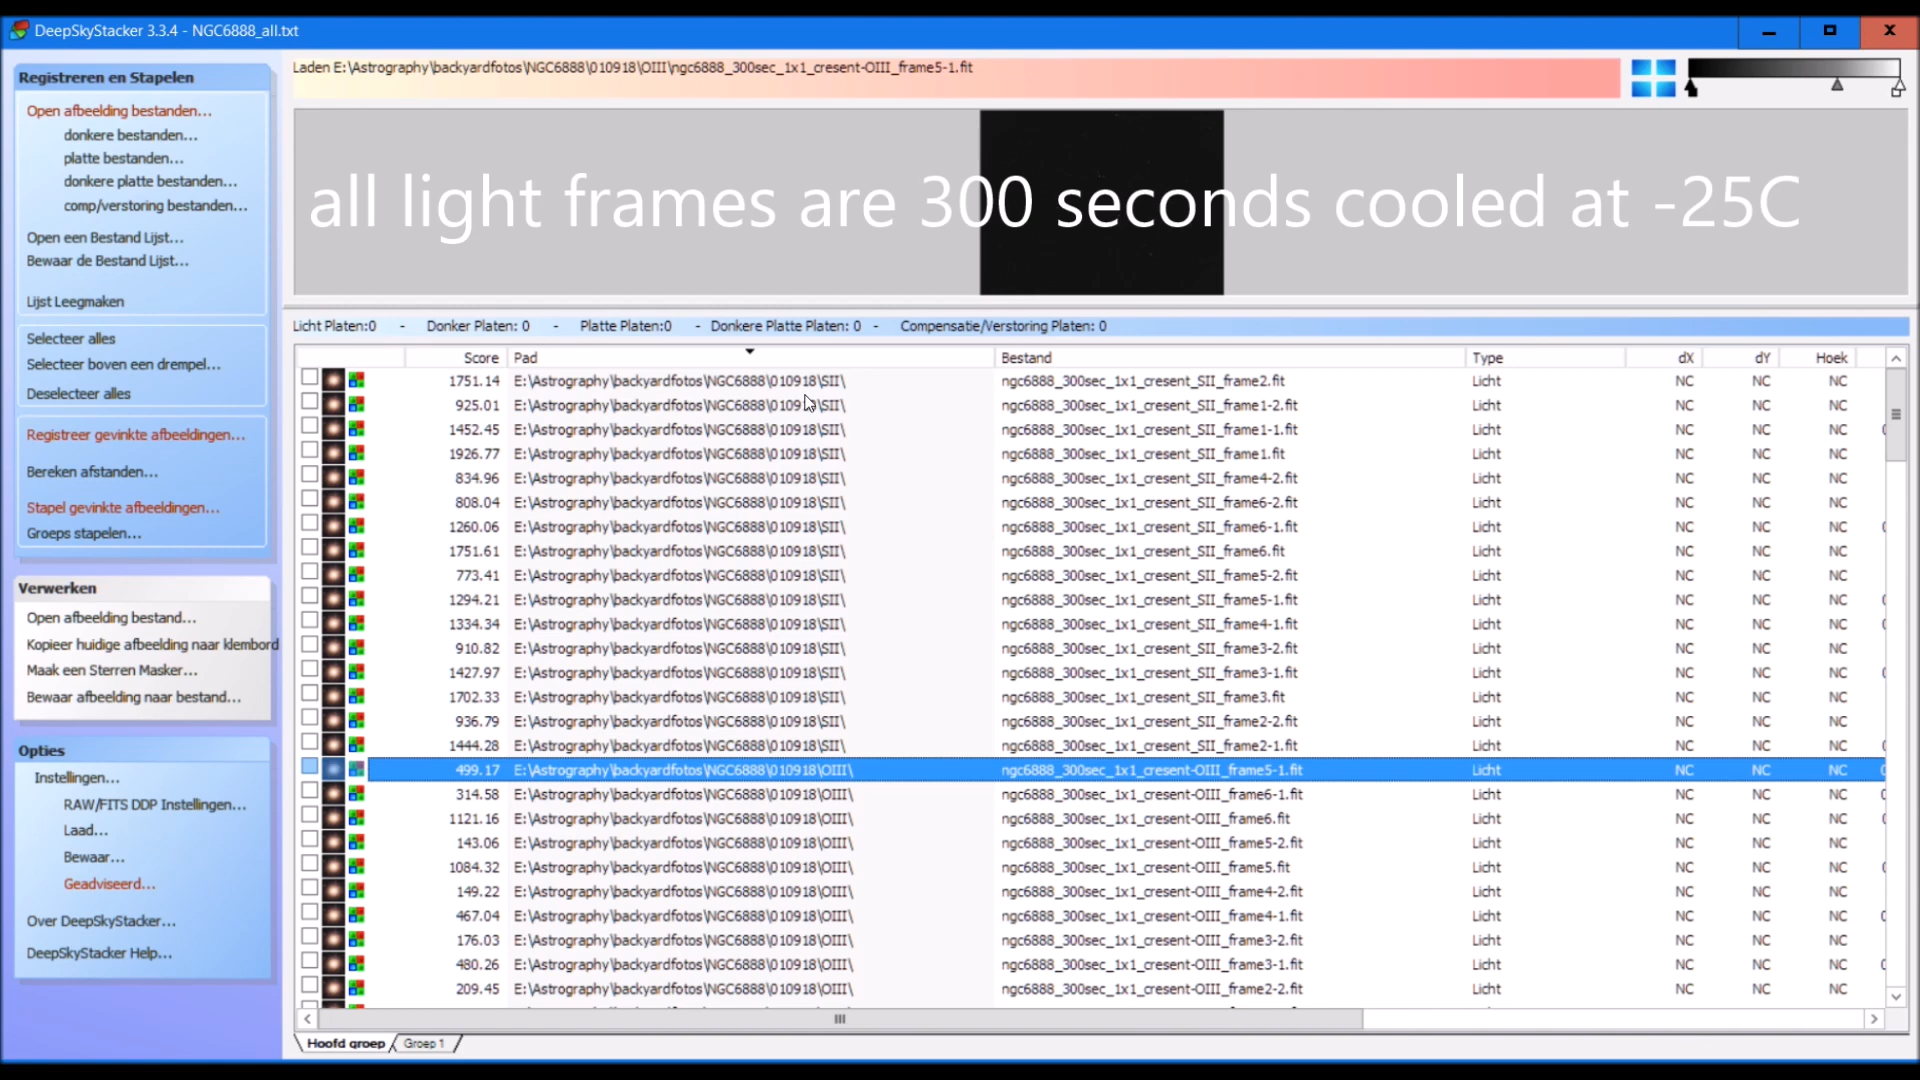 DeepSkyStacker 3.3.4 - NGC6888_all.txt
Registreren en Stapelen
Open afbeelding bestanden...
donkere bestanden...
platte bestanden...
donkere platte bestanden...
comp/verstoring bestanden...
Open een Bestand Lijst...
Bewaar de Bestand Lijst...
Lijst Leegmaken
Selecteer alles
Selecteer boven een drempel...
Deselecteer alles
Registreer gevinkte afbeeldingen...
Bereken afstanden...
Stapel gevinkte afbeeldingen...
Groeps stapelen...
Verwerken
Open afbeelding bestand...
Kopieer huidige afbeelding naar klembord
Maak een Sterren Masker...
Bewaar afbeelding naar bestand...
Opties
Instellingen...
RAW/FITS DDP Instellingen...
Laad...
Bewaar...
Geadviseerd...
Over DeepSkyStacker...
DeepSkyStacker Help...
Laden E:\Astrography\backyardfotos\NGC6888\010918\OIII\ngc6888_300sec_1x1_cresent-OIII_frame5-1.fit
all light frames are 300 seconds cooled at -25C
Licht Platen:0 - Donker Platen: 0 - Platte Platen:0 - Donkere Platte Platen: 0 - Compensatie/Verstoring Platen: 0
Score Pad Bestand Type dX dY Hoek
1751.14 E:\Astrography\backyardfotos\NGC6888\010918\SII\ ngc6888_300sec_1x1_cresent_SII_frame2.fit Licht NC NC NC
925.01 E:\Astrography\backyardfotos\NGC6888\010918\SII\ ngc6888_300sec_1x1_cresent_SII_frame1-2.fit Licht NC NC NC
1452.45 E:\Astrography\backyardfotos\NGC6888\010918\SII\ ngc6888_300sec_1x1_cresent_SII_frame1-1.fit Licht NC NC NC
1926.77 E:\Astrography\backyardfotos\NGC6888\010918\SII\ ngc6888_300sec_1x1_cresent_SII_frame1.fit Licht NC NC NC
834.96 E:\Astrography\backyardfotos\NGC6888\010918\SII\ ngc6888_300sec_1x1_cresent_SII_frame4-2.fit Licht NC NC NC
808.04 E:\Astrography\backyardfotos\NGC6888\010918\SII\ ngc6888_300sec_1x1_cresent_SII_frame6-2.fit Licht NC NC NC
1260.06 E:\Astrography\backyardfotos\NGC6888\010918\SII\ ngc6888_300sec_1x1_cresent_SII_frame6-1.fit Licht NC NC NC
1751.61 E:\Astrography\backyardfotos\NGC6888\010918\SII\ ngc6888_300sec_1x1_cresent_SII_frame6.fit Licht NC NC NC
773.41 E:\Astrography\backyardfotos\NGC6888\010918\SII\ ngc6888_300sec_1x1_cresent_SII_frame5-2.fit Licht NC NC NC
1294.21 E:\Astrography\backyardfotos\NGC6888\010918\SII\ ngc6888_300sec_1x1_cresent_SII_frame5-1.fit Licht NC NC NC
1334.34 E:\Astrography\backyardfotos\NGC6888\010918\SII\ ngc6888_300sec_1x1_cresent_SII_frame4-1.fit Licht NC NC NC
910.82 E:\Astrography\backyardfotos\NGC6888\010918\SII\ ngc6888_300sec_1x1_cresent_SII_frame3-2.fit Licht NC NC NC
1427.97 E:\Astrography\backyardfotos\NGC6888\010918\SII\ ngc6888_300sec_1x1_cresent_SII_frame3-1.fit Licht NC NC NC
1702.33 E:\Astrography\backyardfotos\NGC6888\010918\SII\ ngc6888_300sec_1x1_cresent_SII_frame3.fit Licht NC NC NC
936.79 E:\Astrography\backyardfotos\NGC6888\010918\SII\ ngc6888_300sec_1x1_cresent_SII_frame2-2.fit Licht NC NC NC
1444.28 E:\Astrography\backyardfotos\NGC6888\010918\SII\ ngc6888_300sec_1x1_cresent_SII_frame2-1.fit Licht NC NC NC
499.17 E:\Astrography\backyardfotos\NGC6888\010918\OIII\ ngc6888_300sec_1x1_cresent-OIII_frame5-1.fit Licht NC NC NC
314.58 E:\Astrography\backyardfotos\NGC6888\010918\OIII\ ngc6888_300sec_1x1_cresent-OIII_frame6-1.fit Licht NC NC NC
1121.16 E:\Astrography\backyardfotos\NGC6888\010918\OIII\ ngc6888_300sec_1x1_cresent-OIII_frame6.fit Licht NC NC NC
143.06 E:\Astrography\backyardfotos\NGC6888\010918\OIII\ ngc6888_300sec_1x1_cresent-OIII_frame5-2.fit Licht NC NC NC
1084.32 E:\Astrography\backyardfotos\NGC6888\010918\OIII\ ngc6888_300sec_1x1_cresent-OIII_frame5.fit Licht NC NC NC
149.22 E:\Astrography\backyardfotos\NGC6888\010918\OIII\ ngc6888_300sec_1x1_cresent-OIII_frame4-2.fit Licht NC NC NC
467.04 E:\Astrography\backyardfotos\NGC6888\010918\OIII\ ngc6888_300sec_1x1_cresent-OIII_frame4-1.fit Licht NC NC NC
176.03 E:\Astrography\backyardfotos\NGC6888\010918\OIII\ ngc6888_300sec_1x1_cresent-OIII_frame3-2.fit Licht NC NC NC
480.26 E:\Astrography\backyardfotos\NGC6888\010918\OIII\ ngc6888_300sec_1x1_cresent-OIII_frame3-1.fit Licht NC NC NC
209.45 E:\Astrography\backyardfotos\NGC6888\010918\OIII\ ngc6888_300sec_1x1_cresent-OIII_frame2-2.fit Licht NC NC NC
Hoofd groep Groep 1